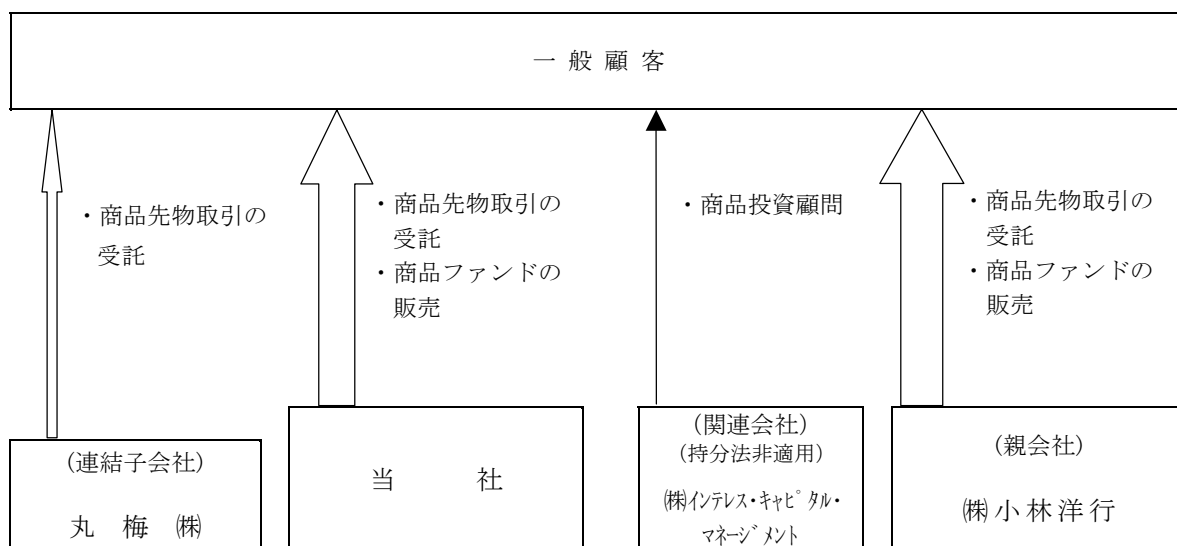 一般顧客
・商品先物取引の
受託
・商品先物取引の
受託
・商品ファンドの
販売
・商品投資顧問
・商品先物取引の
受託
・商品ファンドの
販売
(連結子会社)
丸梅㈱
当社
(関連会社)
(持分法非適用)
㈱ｲﾝﾃﾚｽ・ｷｬﾋﾟﾀﾙ・
ﾏﾈｰｼﾞﾒﾝﾄ
(親会社)
㈱小林洋行